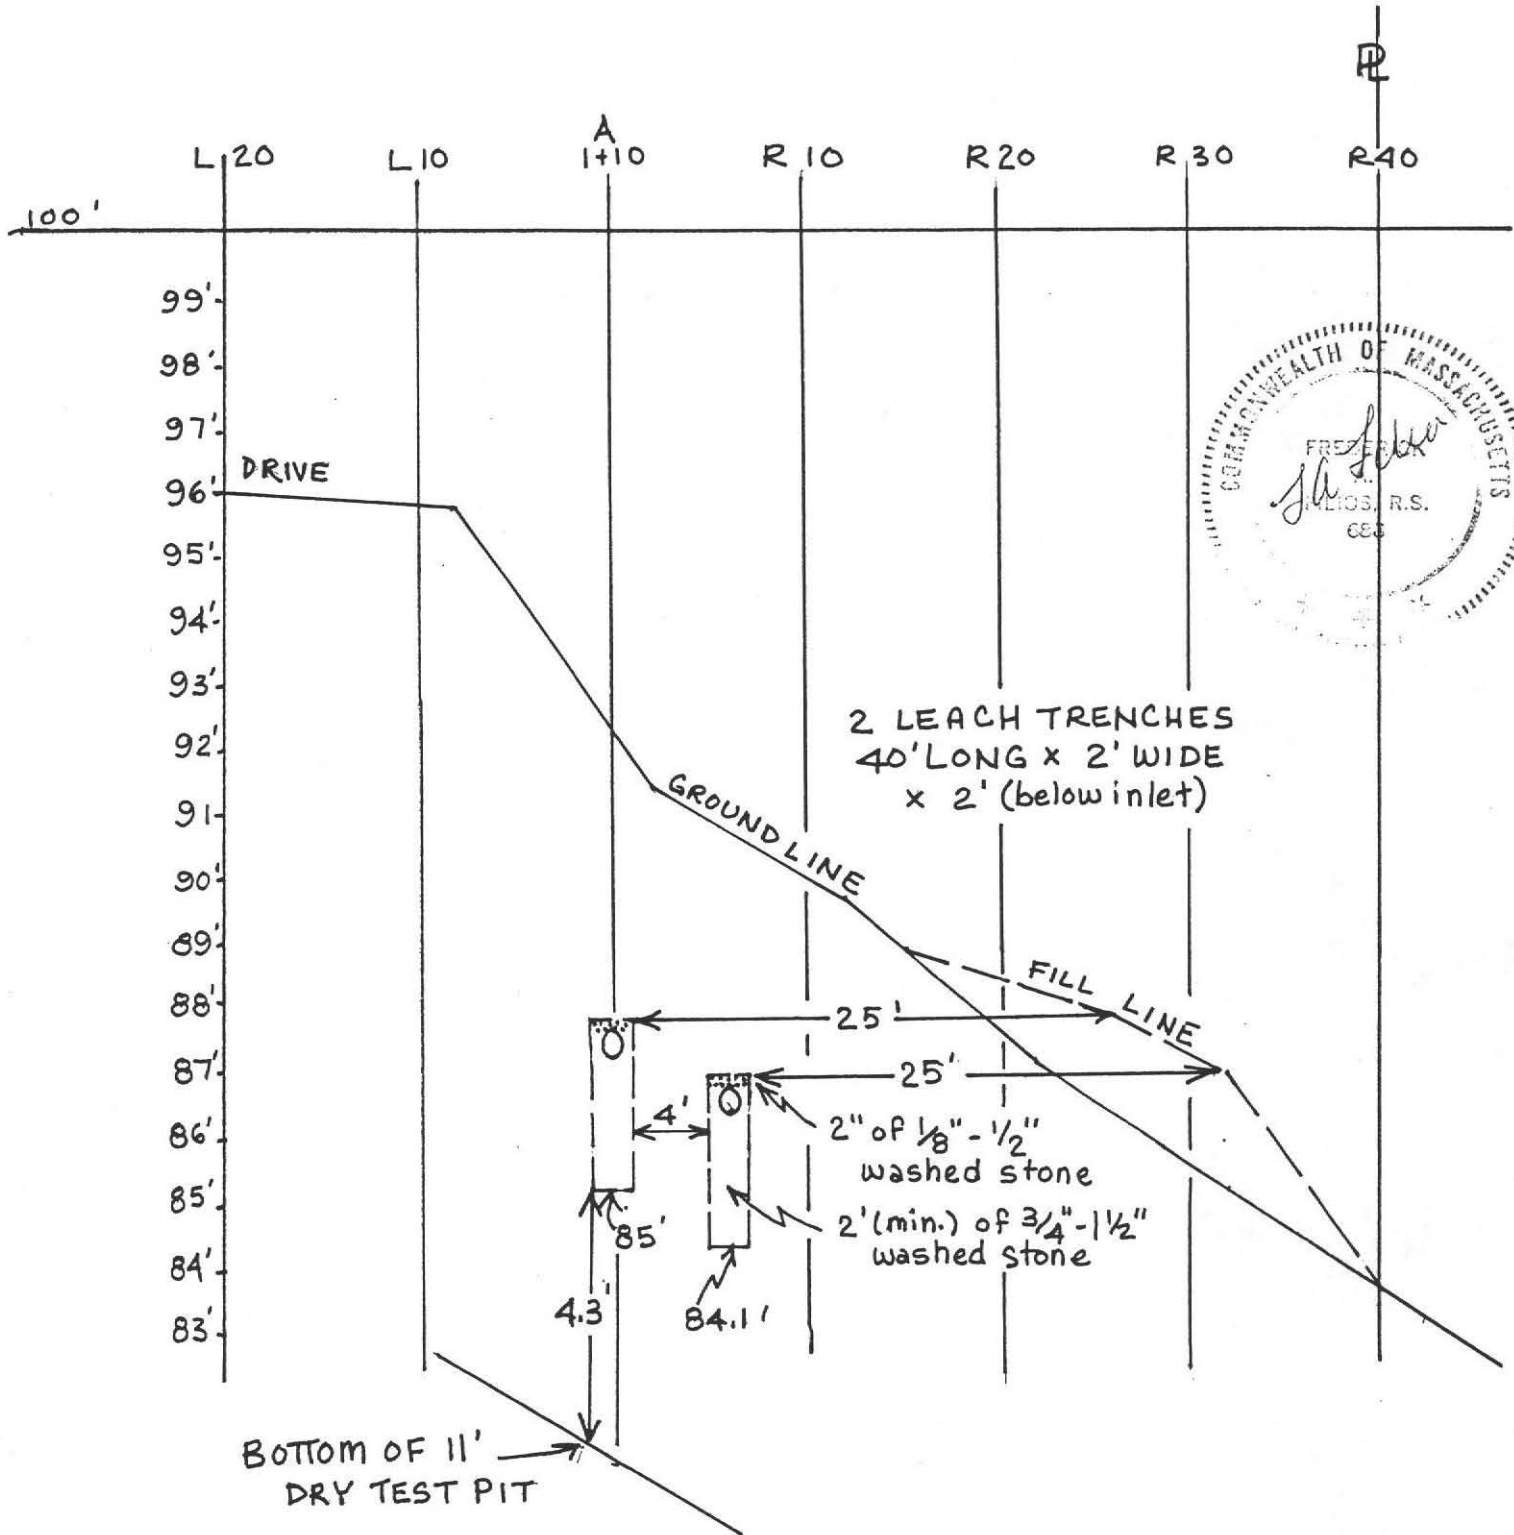 PL
A
L 20 L 10 1+10 R 10 R 20 R 30 R40
100'
99'
98'
97'
96'
95'
94'
93'
92'
91
90'
89'
88'
87'
86'
85'
84'
83'
DRIVE
COMMONWEALTH OF MASSACHUSETTS
R.S.
2 LEACH TRENCHES
40' LONG x 2' WIDE
x 2' (below inlet)
GROUND LINE
FILL LINE
25'
25'
4'
2" of 1/8" - 1/2"
washed stone
2' (min.) of 3/4" - 1 1/2"
washed stone
85'
84.1'
4.3'
BOTTOM OF 11'
DRY TEST PIT